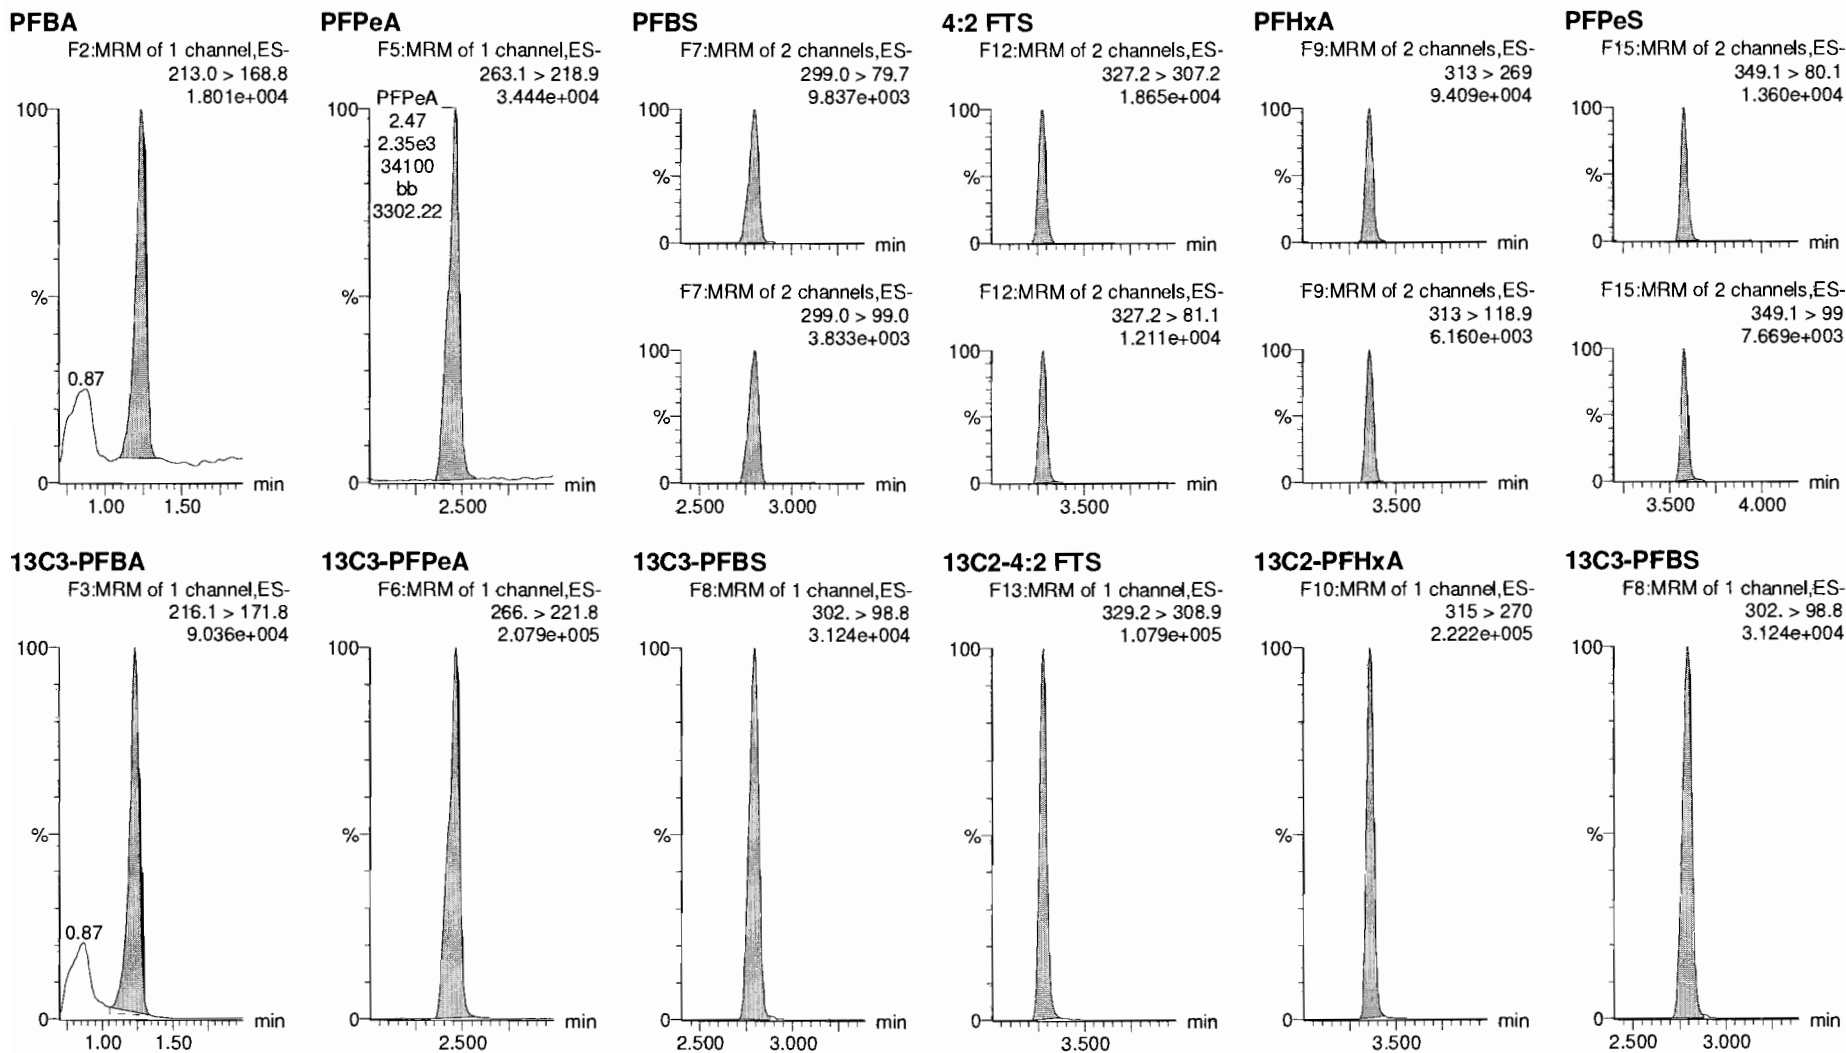 PFBA
F2:MRM of 1 channel,ES-
213.0 > 168.8
1.801e+004
100
%
0.87
0
min
1.00 1.50
PFPeA
F5:MRM of 1 channel,ES-
263.1 > 218.9
3.444e+004
100
PFPeA
2.47
2.35e3
34100
bb
3302.22
%
0
min
2.500
PFBS
F7:MRM of 2 channels,ES-
299.0 > 79.7
9.837e+003
100
%
0
min
F7:MRM of 2 channels,ES-
299.0 > 99.0
3.833e+003
100
%
0
min
2.500 3.000
4:2 FTS
F12:MRM of 2 channels,ES-
327.2 > 307.2
1.865e+004
100
%
0
min
F12:MRM of 2 channels,ES-
327.2 > 81.1
1.211e+004
100
%
0
min
3.500
PFHxA
F9:MRM of 2 channels,ES-
313 > 269
9.409e+004
100
%
0
min
F9:MRM of 2 channels,ES-
313 > 118.9
6.160e+003
100
%
0
min
3.500
PFPeS
F15:MRM of 2 channels,ES-
349.1 > 80.1
1.360e+004
100
%
0
min
F15:MRM of 2 channels,ES-
349.1 > 99
7.669e+003
100
%
0
min
3.500 4.000
13C3-PFBA
F3:MRM of 1 channel,ES-
216.1 > 171.8
9.036e+004
100
%
0.87
0
min
1.00 1.50
13C3-PFPeA
F6:MRM of 1 channel,ES-
266. > 221.8
2.079e+005
100
%
0
min
2.500
13C3-PFBS
F8:MRM of 1 channel,ES-
302. > 98.8
3.124e+004
100
%
0
min
2.500 3.000
13C2-4:2 FTS
F13:MRM of 1 channel,ES-
329.2 > 308.9
1.079e+005
100
%
0
min
3.500
13C2-PFHxA
F10:MRM of 1 channel,ES-
315 > 270
2.222e+005
100
%
0
min
3.500
13C3-PFBS
F8:MRM of 1 channel,ES-
302. > 98.8
3.124e+004
100
%
0
min
2.500 3.000